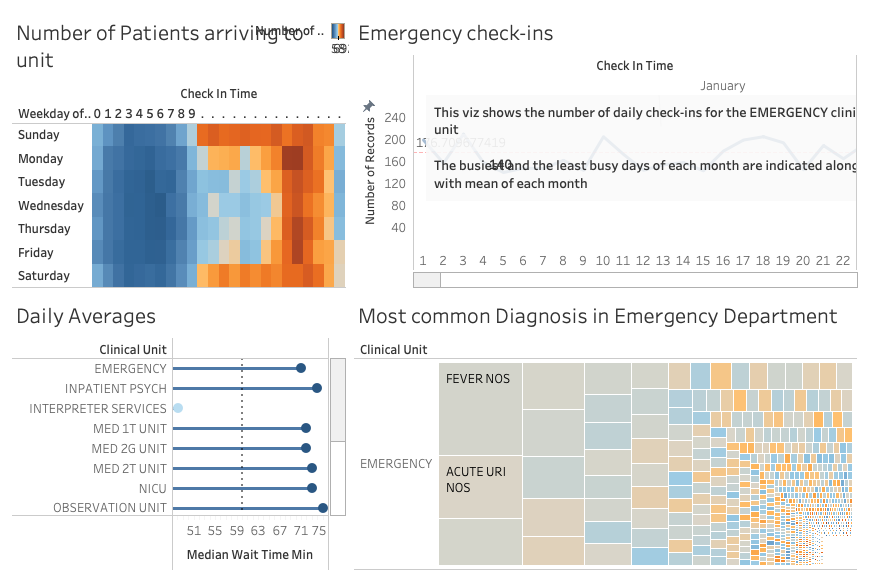 Number of Patients arriving to
unit
Number of ..
Check In Time
Weekday of.. 0 1 2 3 4 5 6 7 8 9 . . . . . . . . . . . . . .
Sunday
Monday
Tuesday
Wednesday
Thursday
Friday
Saturday
Emergency check-ins
Check In Time
January
Number of Records
240
200
160
120
80
40
This viz shows the number of daily check-ins for the EMERGENCY clini
unit
140
The busiest and the least busy days of each month are indicated along
with mean of each month
1 2 3 4 5 6 7 8 9 10 11 12 13 14 15 16 17 18 19 20 21 22
Daily Averages
Clinical Unit
EMERGENCY
INPATIENT PSYCH
INTERPRETER SERVICES
MED 1T UNIT
MED 2G UNIT
MED 2T UNIT
NICU
OBSERVATION UNIT
51 55 59 63 67 71 75
Median Wait Time Min
Most common Diagnosis in Emergency Department
Clinical Unit
EMERGENCY
FEVER NOS
ACUTE URI
NOS